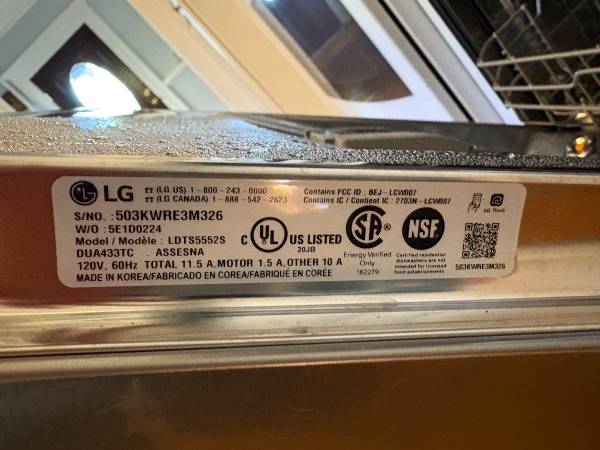 LG
(LG US) 1-800-243-0000
(LG CANADA) 1-888-542-2623
Contains FCC ID : BEJ-LCW007
Contains IC / Contient IC : 2703N-LCW007
S/NO. : 503KWRE3M326
W/O : 5E1D0224
Model / Modèle : LDTS5552S
DUA433TC . ASSESNA
120V, 60Hz TOTAL 11.5 A,MOTOR 1.5 A,OTHER 10 A
MADE IN KOREA/FABRICADO EN COREA/FABRIQUÉ EN CORÉE
C UL US LISTED
20JB
SA
Energy Verified
Only
162279
NSF
Certified residential
dishwashers are not
intended for licensed
food establishments
503KWRE3M326